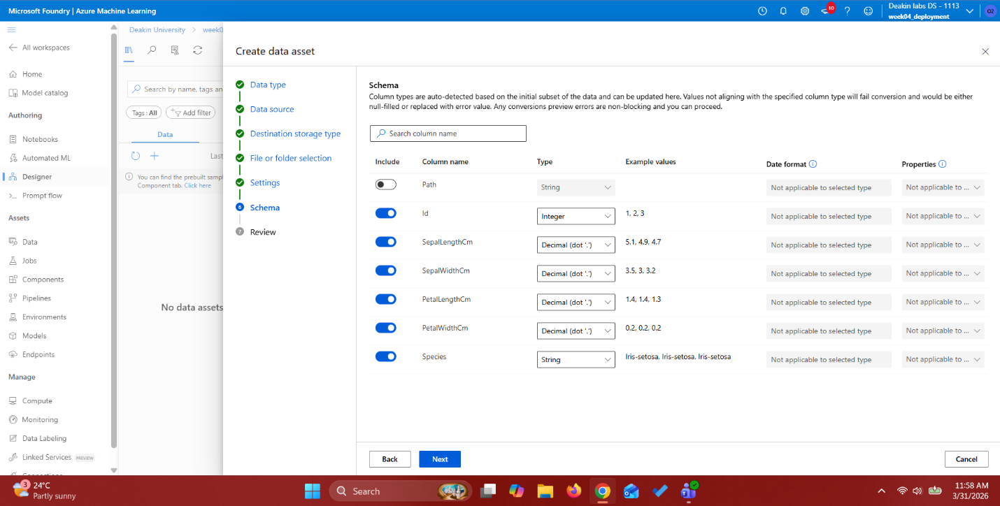 Microsoft Foundry | Azure Machine Learning
10
Deakin labs DS - 1113
week04_deployment
02
All workspaces
Home
Model catalog
Authoring
Notebooks
Automated ML
Designer
Prompt flow
Assets
Data
Jobs
Components
Pipelines
Environments
Models
Endpoints
Manage
Compute
Monitoring
Data Labeling
Linked Services PREVIEW
Deakin University > week0
Search by name, tags an
Tags : All
Add filter
Data
Last
You can find the prebuilt sampl
Component tab. Click here
No data assets
Create data asset
Data type
Data source
Destination storage type
File or folder selection
Settings
6 Schema
7 Review
Schema
Column types are auto-detected based on the initial subset of the data and can be updated here. Values not aligning with the specified column type will fail conversion and would be either
null-filled or replaced with error value. Any conversions preview errors are non-blocking and you can proceed.
Search column name
Include Column name Type Example values Date format Properties
Path String Not applicable to selected type Not applicable to ...
Id Integer 1, 2, 3 Not applicable to selected type Not applicable to ...
SepalLengthCm Decimal (dot '.') 5.1, 4.9, 4.7 Not applicable to selected type Not applicable to ...
SepalWidthCm Decimal (dot '.') 3.5, 3, 3.2 Not applicable to selected type Not applicable to ...
PetalLengthCm Decimal (dot '.') 1.4, 1.4, 1.3 Not applicable to selected type Not applicable to ...
PetalWidthCm Decimal (dot '.') 0.2, 0.2, 0.2 Not applicable to selected type Not applicable to ...
Species String Iris-setosa, Iris-setosa, Iris-setosa Not applicable to selected type Not applicable to ...
Back Next Cancel
3
24°C
Partly sunny
Search
11:58 AM
3/31/2026